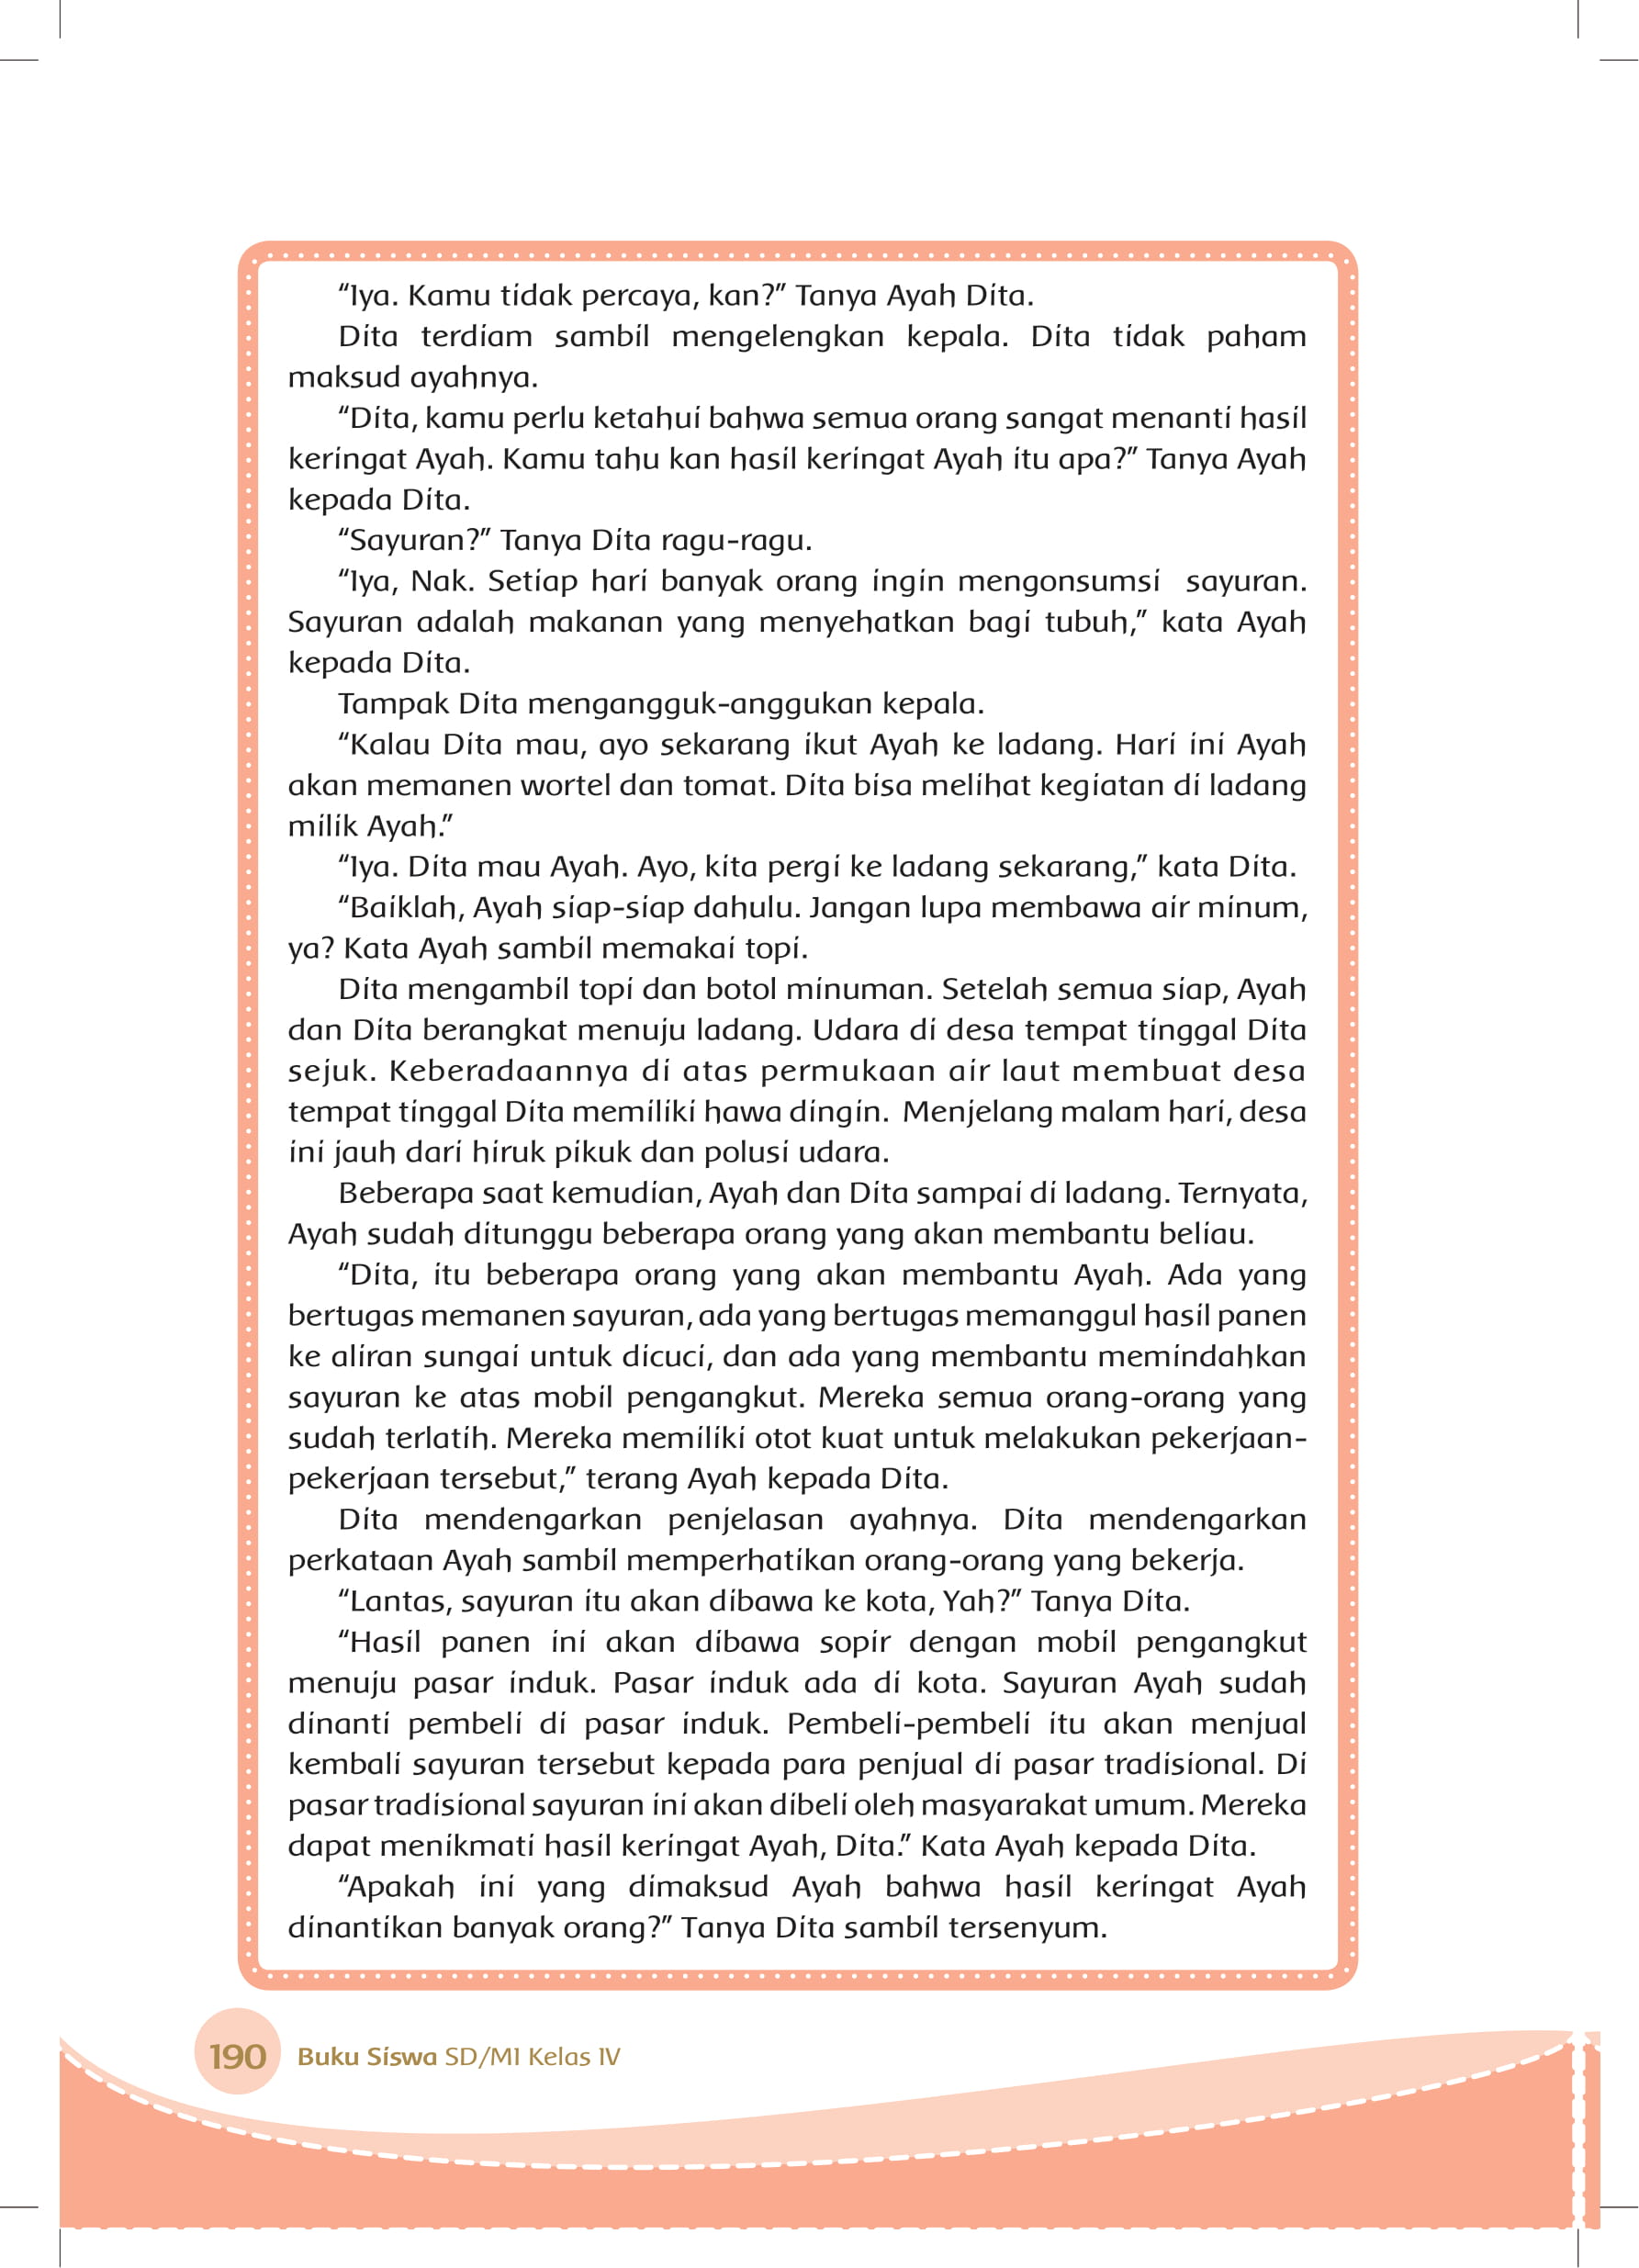 “Iya. Kamu tidak percaya, kan?” Tanya Ayah Dita.
Dita terdiam sambil mengelengkan kepala. Dita tidak paham
maksud ayahnya.
“Dita, kamu perlu ketahui bahwa semua orang sangat menanti hasil
keringat Ayah. Kamu tahu kan hasil keringat Ayah itu apa?” Tanya Ayah
kepada Dita.
“Sayuran?” Tanya Dita ragu-ragu.
“Iya, Nak. Setiap hari banyak orang ingin mengonsumsi sayuran.
Sayuran adalah makanan yang menyehatkan bagi tubuh,” kata Ayah
kepada Dita.
Tampak Dita mengangguk-anggukan kepala.
“Kalau Dita mau, ayo sekarang ikut Ayah ke ladang. Hari ini Ayah
akan memanen wortel dan tomat. Dita bisa melihat kegiatan di ladang
milik Ayah.”
“Iya. Dita mau Ayah. Ayo, kita pergi ke ladang sekarang,” kata Dita.
“Baiklah, Ayah siap-siap dahulu. Jangan lupa membawa air minum,
ya? Kata Ayah sambil memakai topi.
Dita mengambil topi dan botol minuman. Setelah semua siap, Ayah
dan Dita berangkat menuju ladang. Udara di desa tempat tinggal Dita
sejuk. Keberadaannya di atas permukaan air laut membuat desa
tempat tinggal Dita memiliki hawa dingin. Menjelang malam hari, desa
ini jauh dari hiruk pikuk dan polusi udara.
Beberapa saat kemudian, Ayah dan Dita sampai di ladang. Ternyata,
Ayah sudah ditunggu beberapa orang yang akan membantu beliau.
“Dita, itu beberapa orang yang akan membantu Ayah. Ada yang
bertugas memanen sayuran, ada yang bertugas memanggul hasil panen
ke aliran sungai untuk dicuci, dan ada yang membantu memindahkan
sayuran ke atas mobil pengangkut. Mereka semua orang-orang yang
sudah terlatih. Mereka memiliki otot kuat untuk melakukan pekerjaan-
pekerjaan tersebut,” terang Ayah kepada Dita.
Dita mendengarkan penjelasan ayahnya. Dita mendengarkan
perkataan Ayah sambil memperhatikan orang-orang yang bekerja.
“Lantas, sayuran itu akan dibawa ke kota, Yah?” Tanya Dita.
“Hasil panen ini akan dibawa sopir dengan mobil pengangkut
menuju pasar induk. Pasar induk ada di kota. Sayuran Ayah sudah
dinanti pembeli di pasar induk. Pembeli-pembeli itu akan menjual
kembali sayuran tersebut kepada para penjual di pasar tradisional. Di
pasar tradisional sayuran ini akan dibeli oleh masyarakat umum. Mereka
dapat menikmati hasil keringat Ayah, Dita.” Kata Ayah kepada Dita.
“Apakah ini yang dimaksud Ayah bahwa hasil keringat Ayah
dinantikan banyak orang?” Tanya Dita sambil tersenyum.
190 Buku Siswa SD/MI Kelas IV